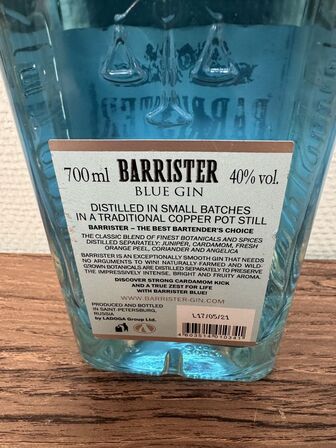 700 ml BARRISTER 40% vol.
BLUE GIN
DISTILLED IN SMALL BATCHES
IN A TRADITIONAL COPPER POT STILL
BARRISTER – THE BEST BARTENDER'S CHOICE
THE CLASSIC BLEND OF FINEST BOTANICALS AND SPICES
DISTILLED SEPARATELY: JUNIPER, CARDAMOM, FRESH
ORANGE PEEL, CORIANDER AND ANGELICA
BARRISTER IS AN EXCEPTIONALLY SMOOTH GIN THAT NEEDS
NO ARGUMENTS TO WIN! NATURALLY FARMED AND WILD-
GROWN BOTANICALS ARE DISTILLED SEPARATELY TO PRESERVE
THE IMPRESSIVELY INTENSE, BRIGHT AND FRUITY AROMA.
DISCOVER STRONG CARDAMOM KICK
AND A TRUE ZEST FOR LIFE
WITH BARRISTER BLUE!
WWW.BARRISTER-GIN.COM
PRODUCED AND BOTTLED
IN SAINT-PETERSBURG,
RUSSIA
by LADOGA Group Ltd.
L17/05/21
4603514010341